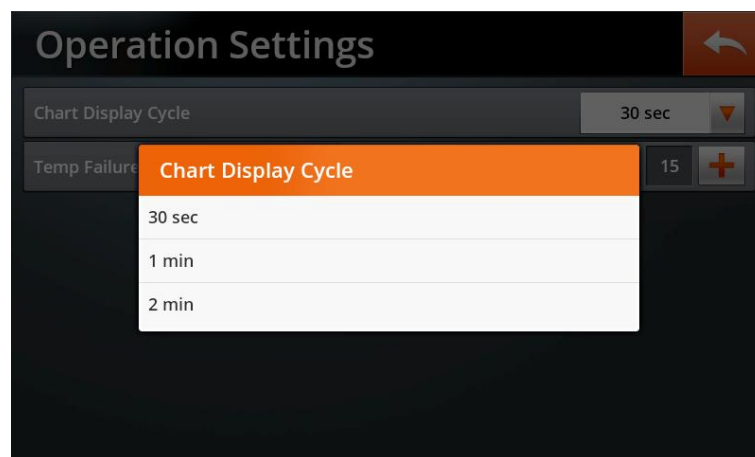 Operation Settings
Chart Display Cycle 30 sec
Temp Failure 15
Chart Display Cycle
30 sec
1 min
2 min